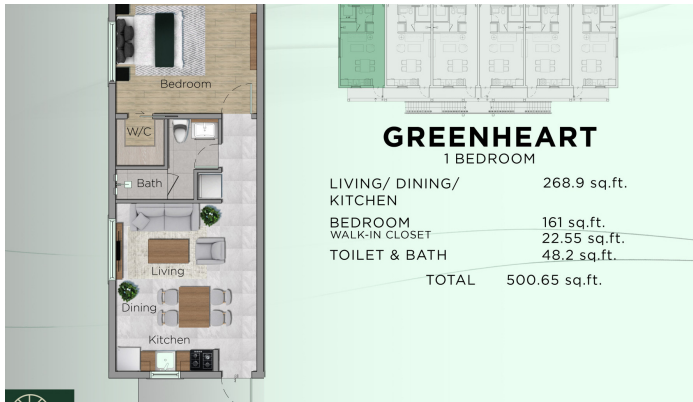 Bedroom
W/C
Bath
Living
Dining
Kitchen
GREENHEART
1 BEDROOM
LIVING/ DINING/ 268.9 sq.ft.
KITCHEN
BEDROOM 161 sq.ft.
WALK-IN CLOSET 22.55 sq.ft.
TOILET & BATH 48.2 sq.ft.
TOTAL 500.65 sq.ft.